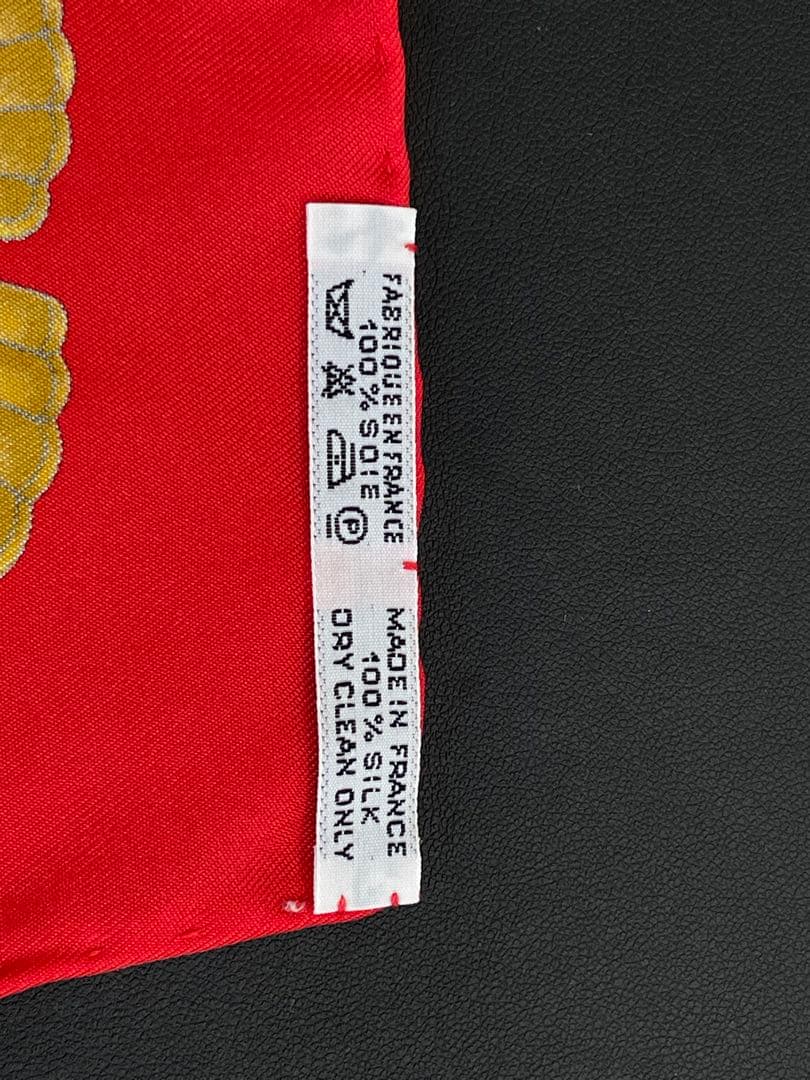 FABRIQUE EN FRANCE
100% SOIE
P
MADE IN FRANCE
100% SILK
DRY CLEAN ONLY